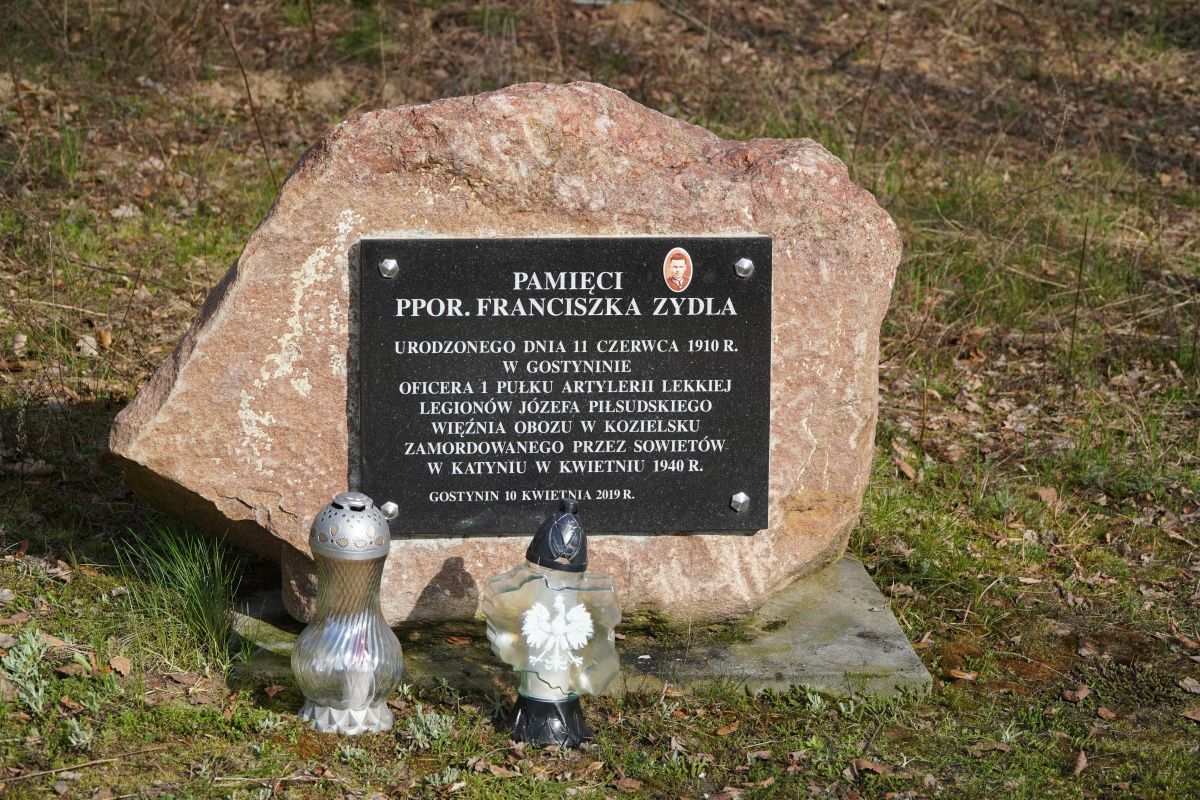 PAMIĘCI
PPOR. FRANCISZKA ZYDLA
URODZONEGO DNIA 11 CZERWCA 1910 R.
W GOSTYNINIE
OFICERA 1 PUŁKU ARTYLERII LEKKIEJ
LEGIONÓW JÓZEFA PIŁSUDSKIEGO
WIĘŹNIA OBOZU W KOZIELSKU
ZAMORDOWANEGO PRZEZ SOWIETÓW
W KATYNIU W KWIETNIU 1940 R.
GOSTYNIN 10 KWIETNIA 2019 R.